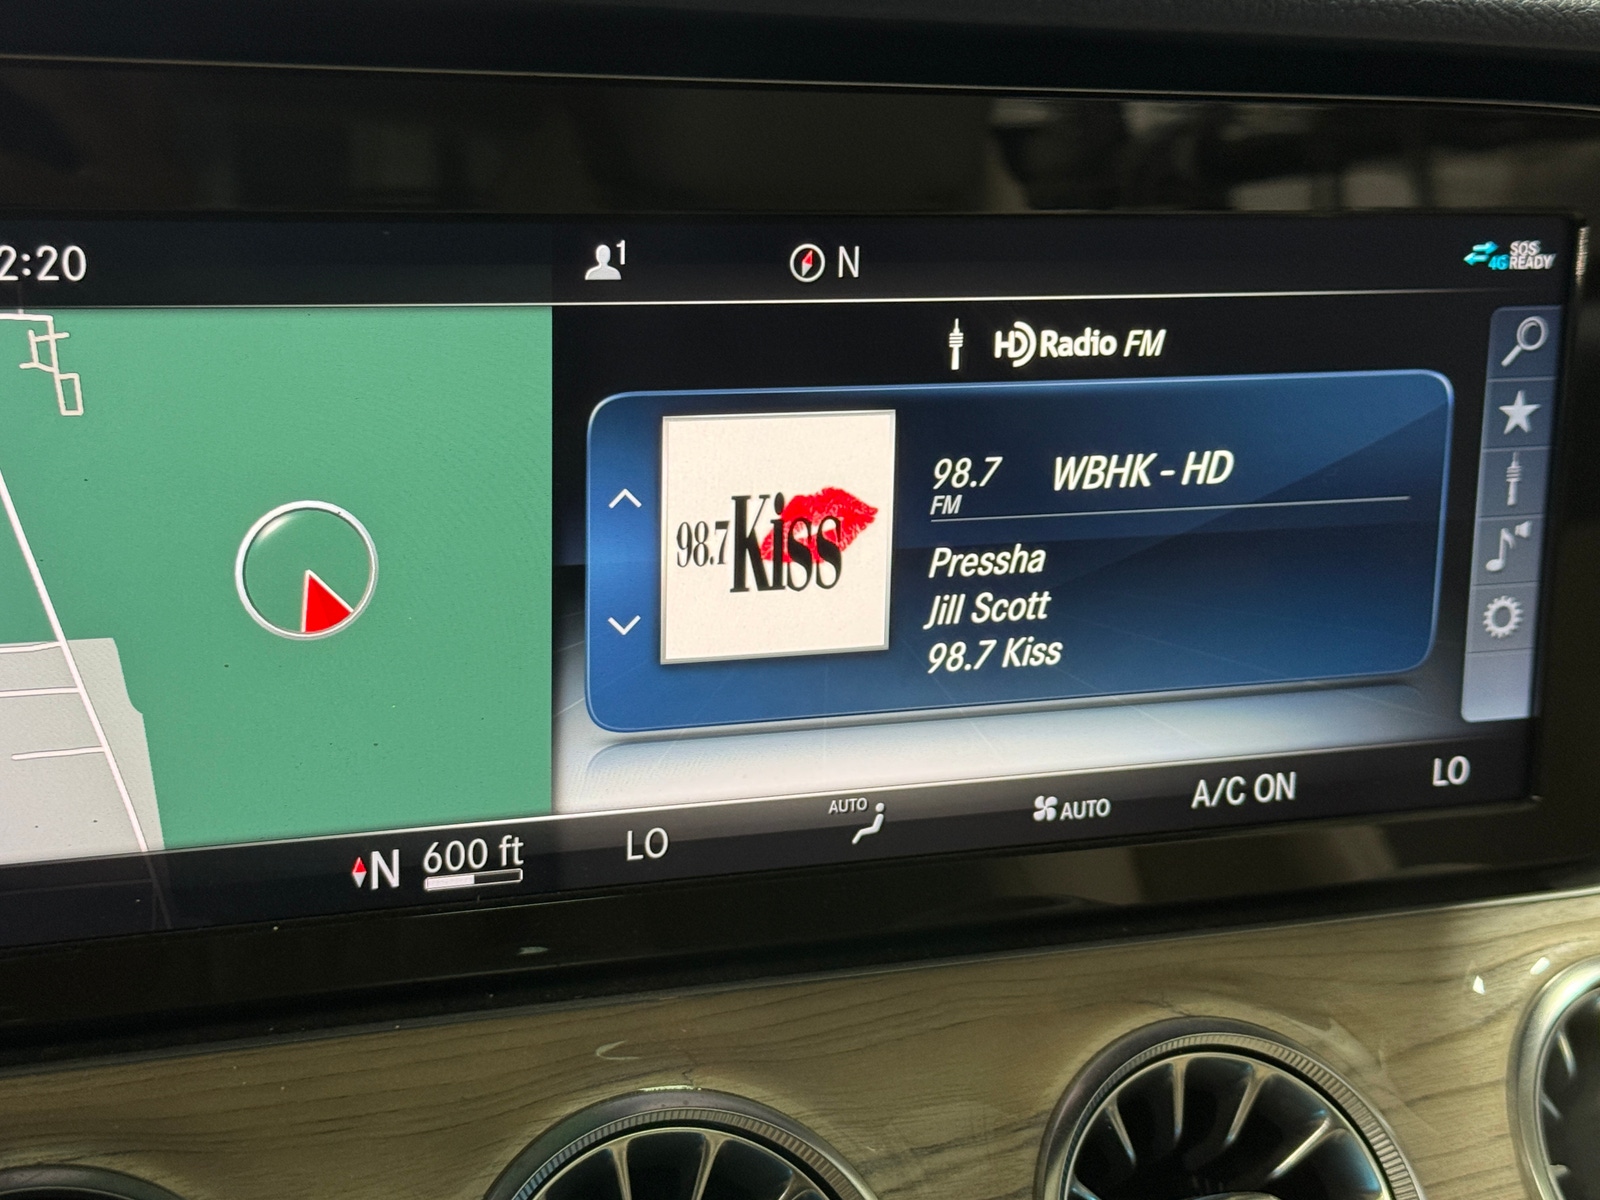 2:20
1
N
4G SOS READY
HD Radio FM
98.7 Kiss
98.7 WBHK - HD
FM
Pressha
Jill Scott
98.7 Kiss
N 600 ft
LO
AUTO
AUTO
A/C ON
LO